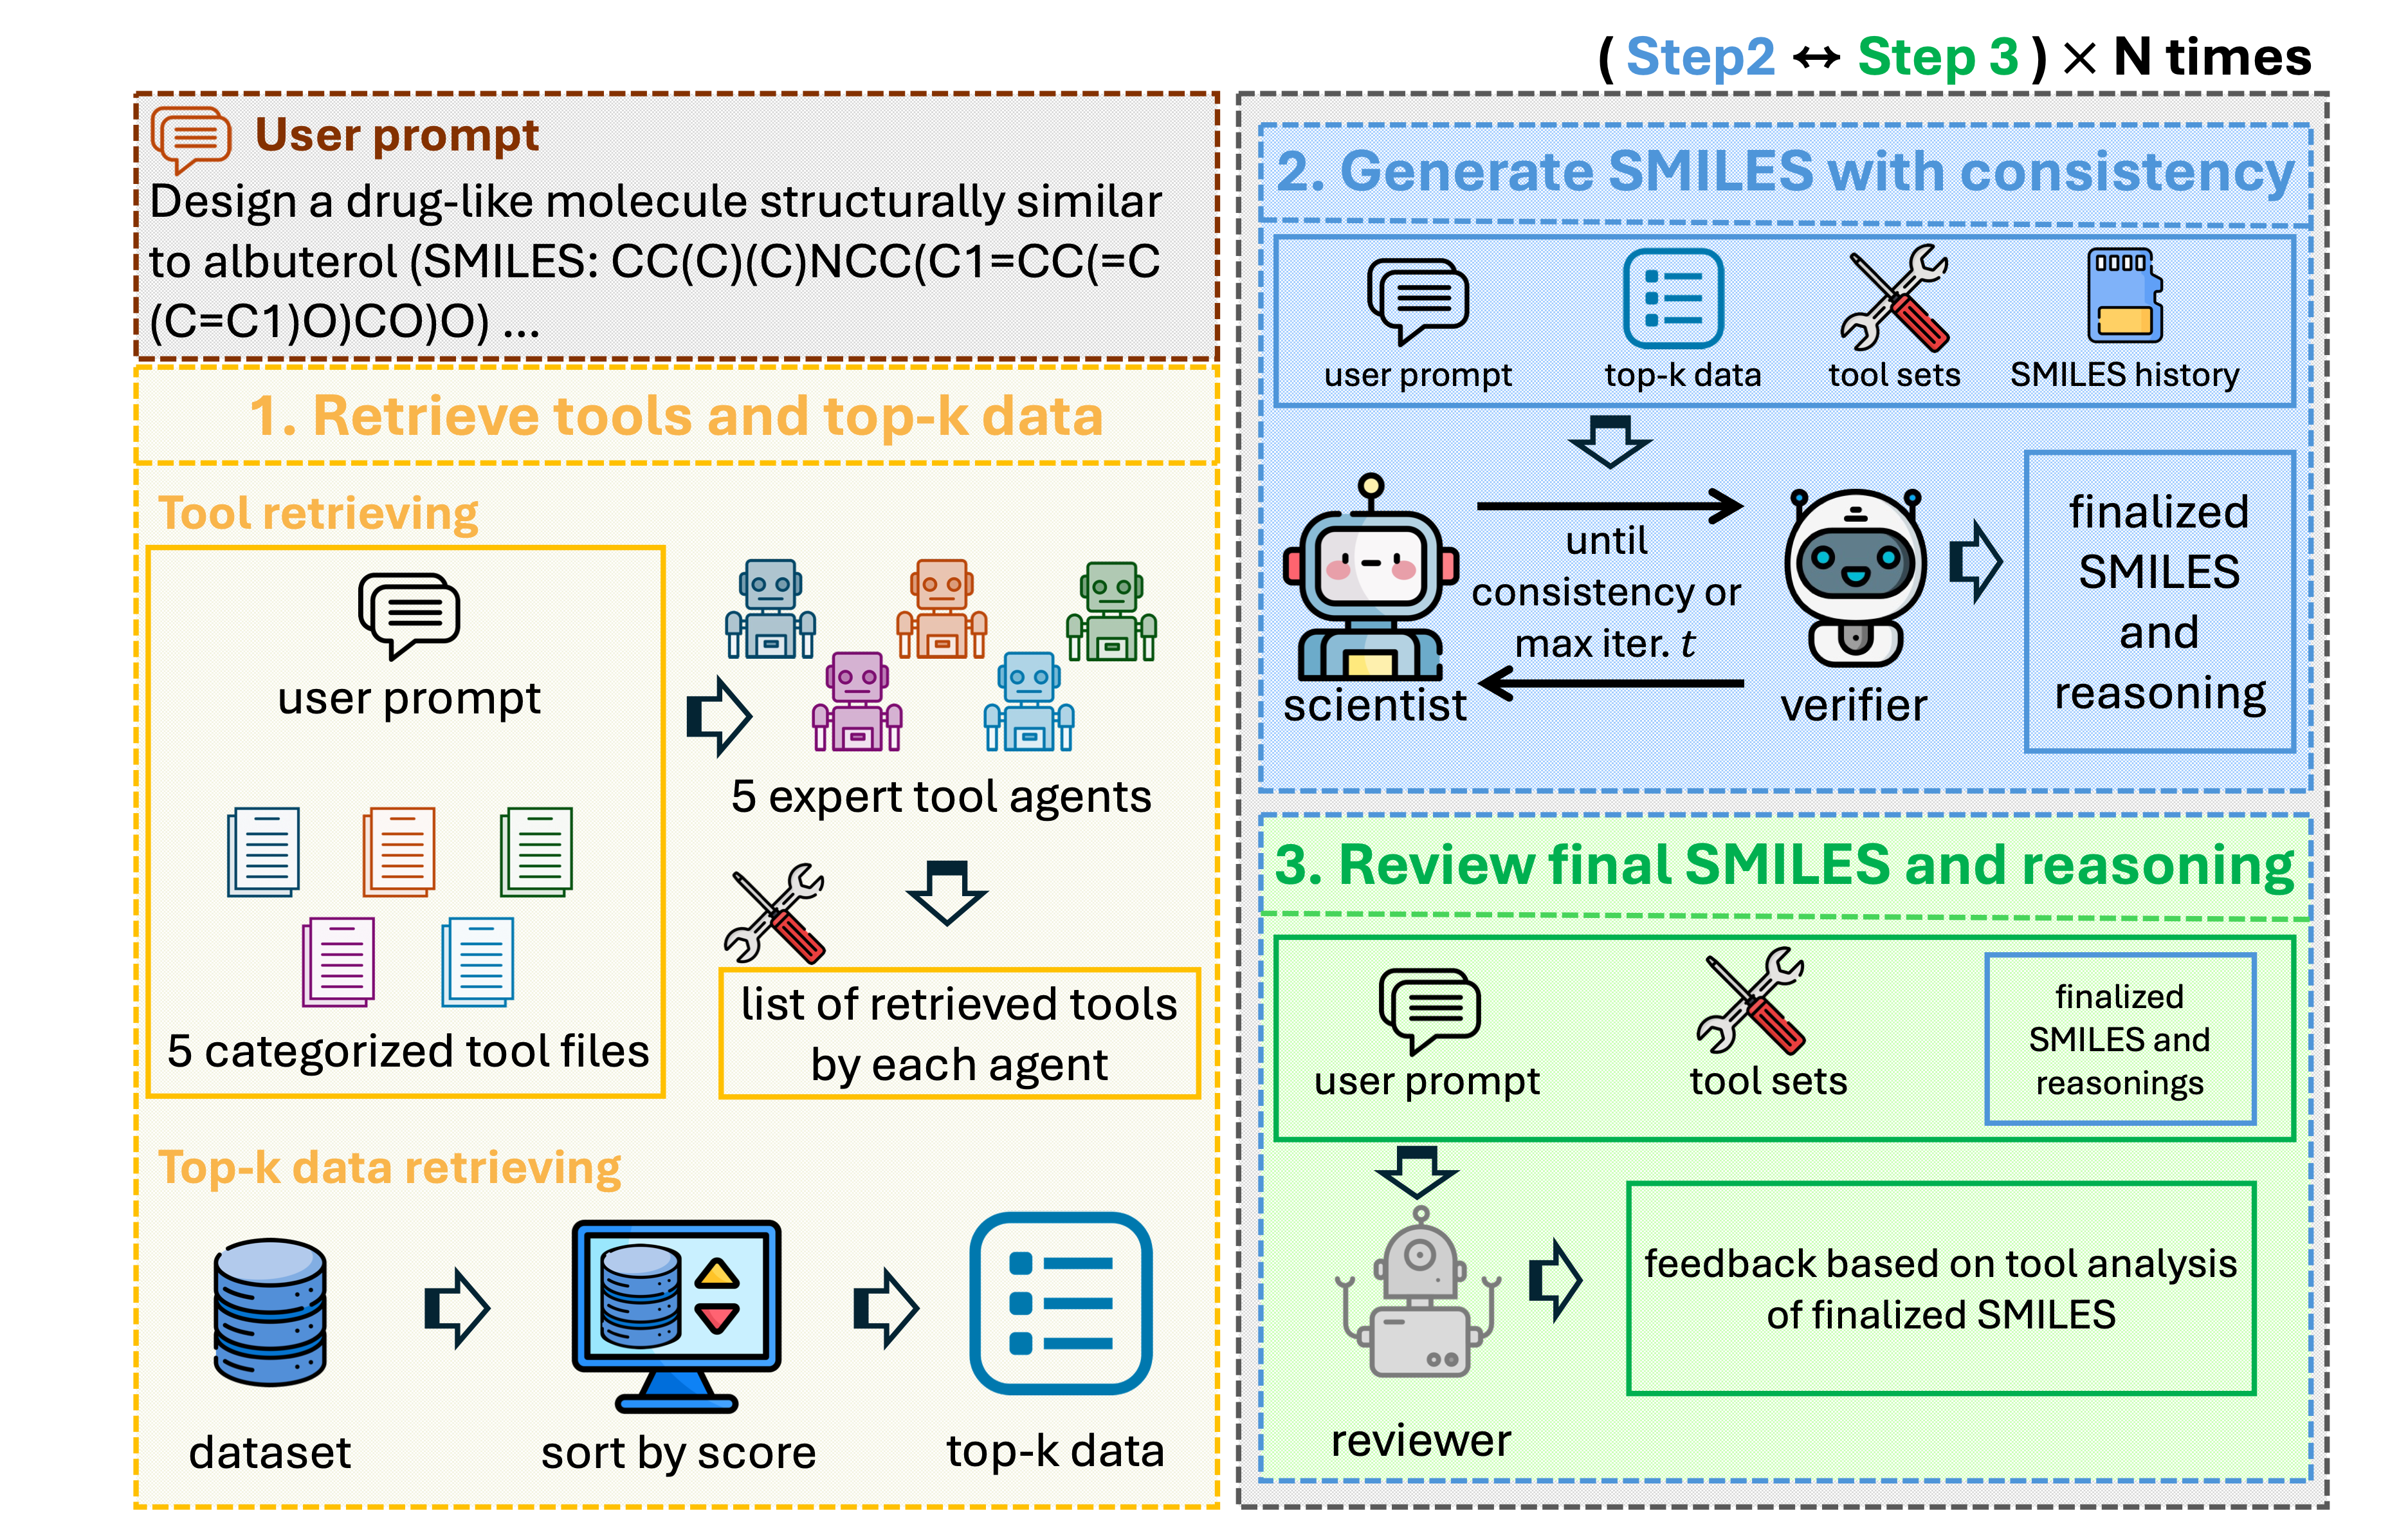 ( Step2 ↔ Step 3 ) × N times
User prompt
Design a drug-like molecule structurally similar
to albuterol (SMILES: CC(C)(C)NCC(C1=CC(=C
(C=C1)O)CO)O) ...
1. Retrieve tools and top-k data
Tool retrieving
user prompt
5 categorized tool files
5 expert tool agents
list of retrieved tools
by each agent
Top-k data retrieving
dataset
sort by score
top-k data
2. Generate SMILES with consistency
user prompt
top-k data
tool sets
SMILES history
scientist
until
consistency or
max iter. t
verifier
finalized
SMILES
and
reasoning
3. Review final SMILES and reasoning
user prompt
tool sets
finalized
SMILES and
reasonings
reviewer
feedback based on tool analysis
of finalized SMILES